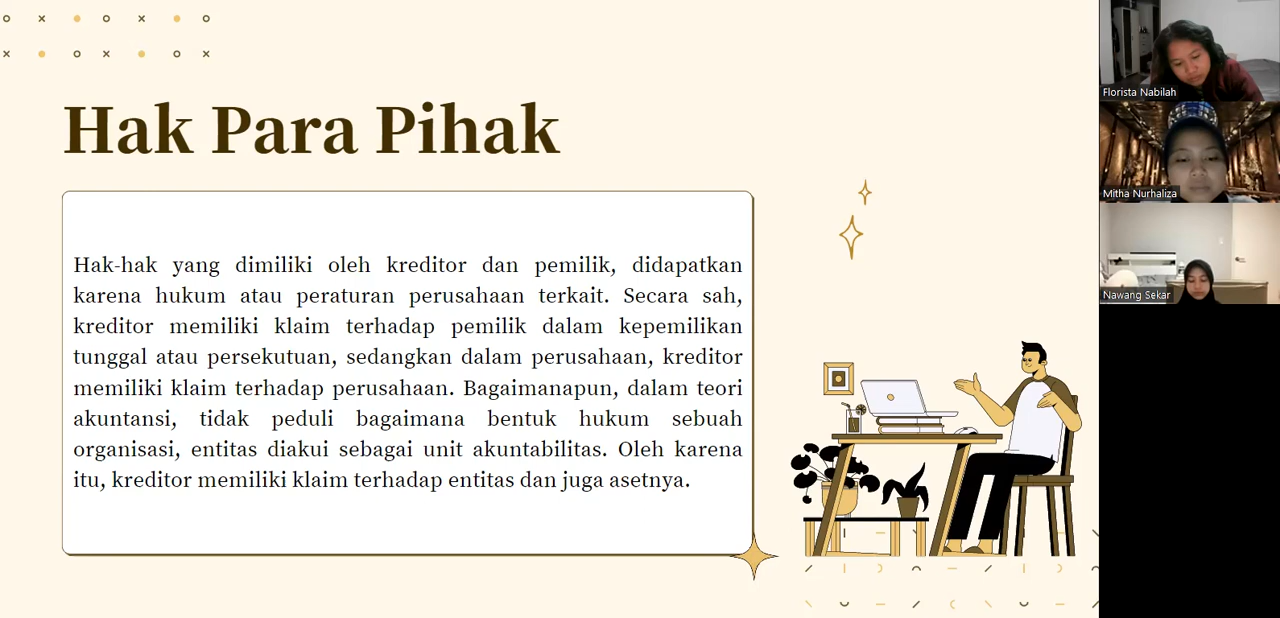 Hak Para Pihak
Hak-hak yang dimiliki oleh kreditor dan pemilik, didapatkan
karena hukum atau peraturan perusahaan terkait. Secara sah,
kreditor memiliki klaim terhadap pemilik dalam kepemilikan
tunggal atau persekutuan, sedangkan dalam perusahaan, kreditor
memiliki klaim terhadap perusahaan. Bagaimanapun, dalam teori
akuntansi, tidak peduli bagaimana bentuk hukum sebuah
organisasi, entitas diakui sebagai unit akuntabilitas. Oleh karena
itu, kreditor memiliki klaim terhadap entitas dan juga asetnya.
Florista Nabilah
Mitha Nurhaliza
Nawang Sekar